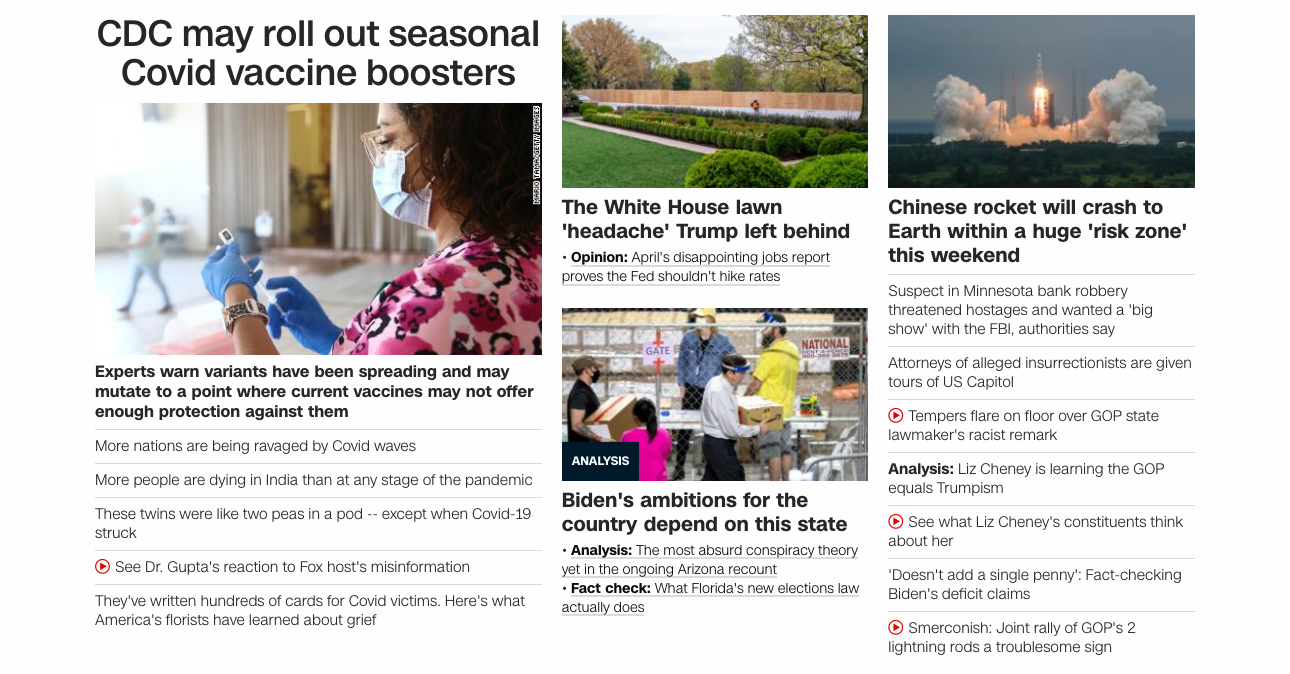 CDC may roll out seasonal
Covid vaccine boosters
MARIO TAMA/GETTY IMAGES
Experts warn variants have been spreading and may
mutate to a point where current vaccines may not offer
enough protection against them
More nations are being ravaged by Covid waves
More people are dying in India than at any stage of the pandemic
These twins were like two peas in a pod -- except when Covid-19
struck
See Dr. Gupta's reaction to Fox host's misinformation
They've written hundreds of cards for Covid victims. Here's what
America's florists have learned about grief
The White House lawn
'headache' Trump left behind
• Opinion: April's disappointing jobs report
proves the Fed shouldn't hike rates
GATE
NATIONAL
RENT-A-FENCE
ANALYSIS
Biden's ambitions for the
country depend on this state
• Analysis: The most absurd conspiracy theory
yet in the ongoing Arizona recount
• Fact check: What Florida's new elections law
actually does
Chinese rocket will crash to
Earth within a huge 'risk zone'
this weekend
Suspect in Minnesota bank robbery
threatened hostages and wanted a 'big
show' with the FBI, authorities say
Attorneys of alleged insurrectionists are given
tours of US Capitol
Tempers flare on floor over GOP state
lawmaker's racist remark
Analysis: Liz Cheney is learning the GOP
equals Trumpism
See what Liz Cheney's constituents think
about her
'Doesn't add a single penny': Fact-checking
Biden's deficit claims
Smerconish: Joint rally of GOP's 2
lightning rods a troublesome sign